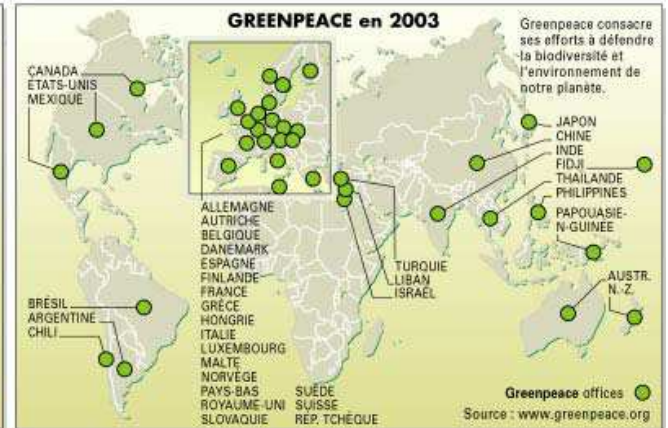 GREENPEACE en 2003
Greenpeace consacre
ses efforts à défendre
la biodiversité et
l'environnement de
notre planète.
CANADA
ETATS-UNIS
MEXIQUE
JAPON
CHINE
INDE
FIDJI
THAILANDE
PHILIPPINES
PAPOUASIE-
N-GUINÉE
ALLEMAGNE
AUTRICHE
BELGIQUE
DANEMARK
ESPAGNE
FINLANDE
FRANCE
GRÈCE
HONGRIE
ITALIE
LUXEMBOURG
MALTE
NORVÈGE
PAYS-BAS
ROYAUME-UNI
SLOVAQUIE
SUÈDE
SUISSE
RÉP. TCHÈQUE
TURQUIE
LIBAN
ISRAËL
AUSTR.
N.-Z.
BRÉSIL
ARGENTINE
CHILI
Greenpeace offices
Source : www.greenpeace.org